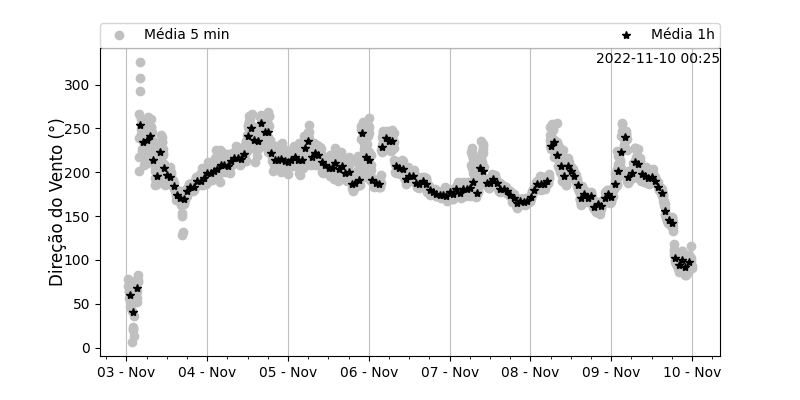 Média 5 min
Média 1h
2022-11-10 00:25
Direção do Vento (°)
300
250
200
150
100
50
0
03 - Nov
04 - Nov
05 - Nov
06 - Nov
07 - Nov
08 - Nov
09 - Nov
10 - Nov